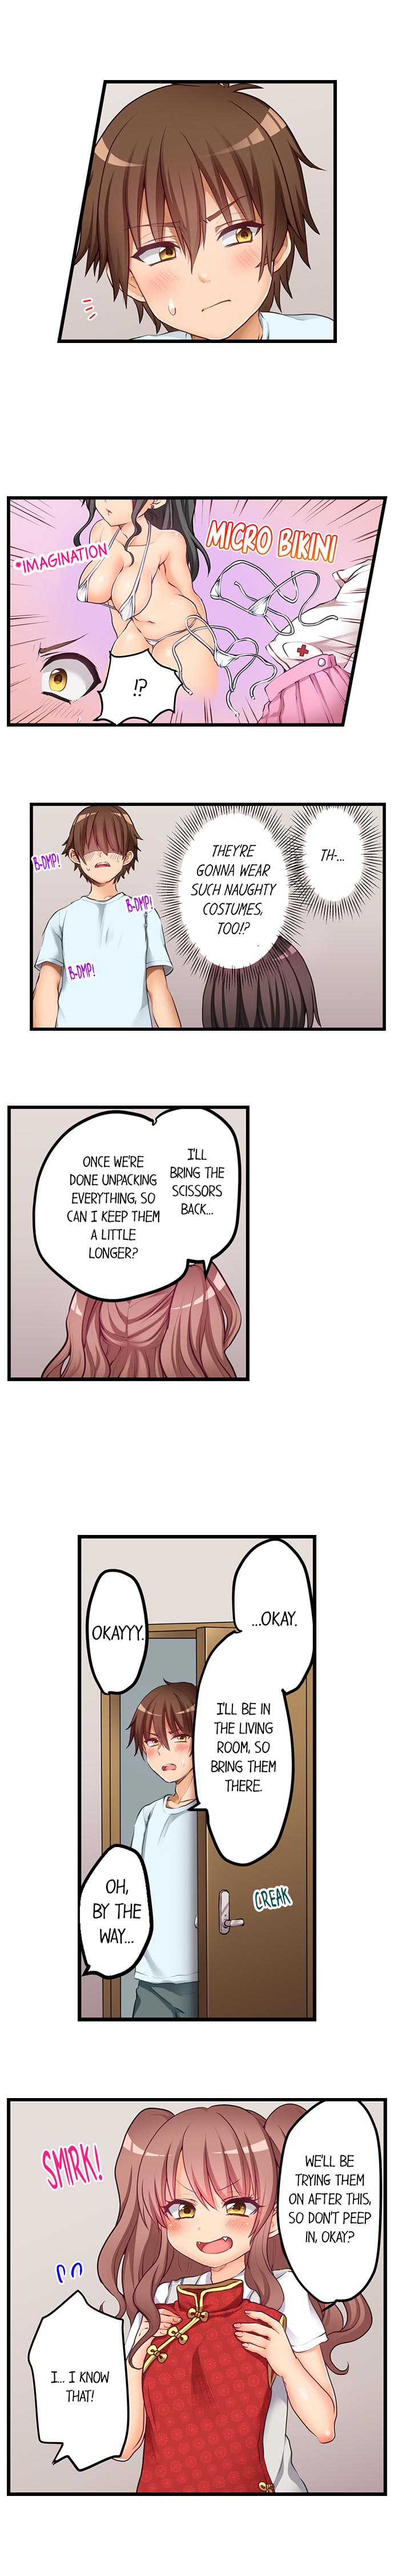 *IMAGINATION
MICRO BIKINI
!?
B-DMP!
B-DMP!
B-DMP!
TH-...
THEY'RE
GONNA WEAR
SUCH NAUGHTY
COSTUMES,
TOO!?
I'LL
BRING THE
SCISSORS
BACK...
ONCE WE'RE
DONE UNPACKING
EVERYTHING, SO
CAN I KEEP THEM
A LITTLE
LONGER?
...OKAY.
I'LL BE IN
THE LIVING
ROOM, SO
BRING THEM
THERE.
OKAYYY.
CREAK
OH,
BY THE
WAY...
WE'LL BE
TRYING THEM
ON AFTER THIS,
SO DON'T PEEP
IN, OKAY?
SMIRK!
I... I KNOW
THAT!